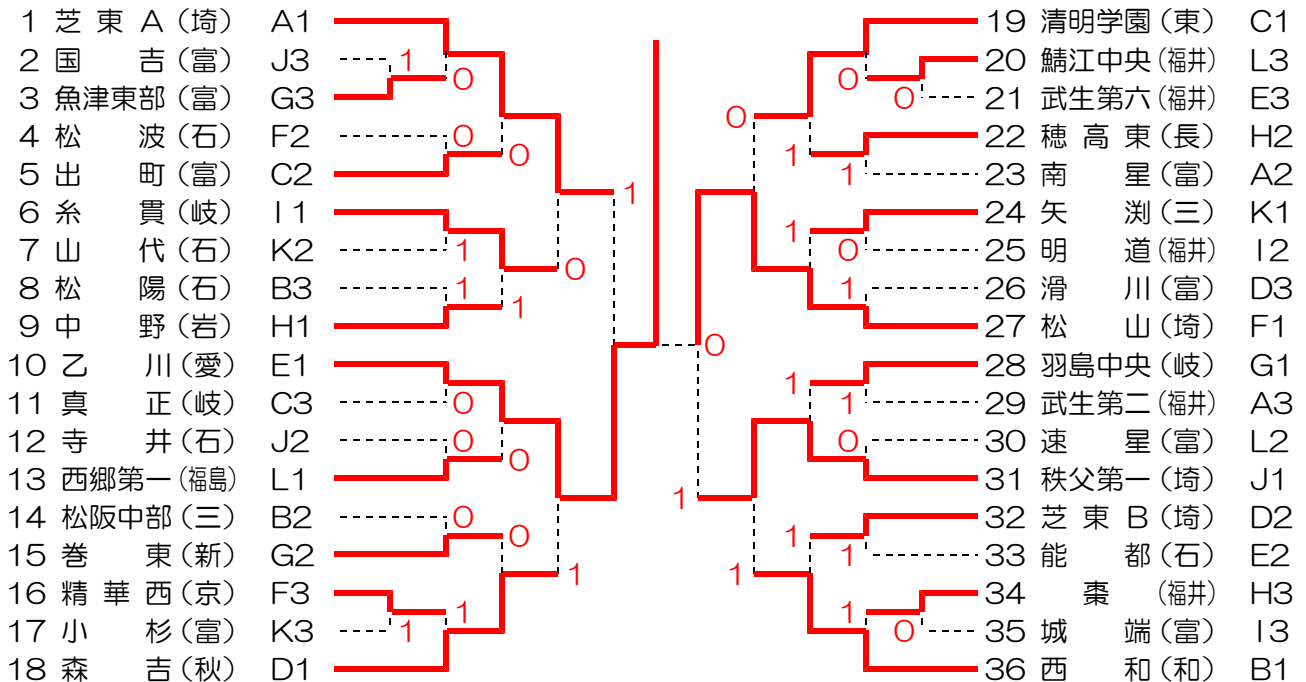 1 芝東A(埼) A1
2 国吉(富) J3
3 魚津東部(富) G3
4 松波(石) F2
5 出町(富) C2
6 糸貫(岐) I1
7 山代(石) K2
8 松陽(石) B3
9 中野(岩) H1
10 乙川(愛) E1
11 真正(岐) C3
12 寺井(石) J2
13 西郷第一(福島) L1
14 松阪中部(三) B2
15 巻東(新) G2
16 精華西(京) F3
17 小杉(富) K3
18 森吉(秋) D1
1
0
0
0
1
1
1
0
0
0
0
0
0
1
1
0
1
1
0
1
0
0
1
1
0
1
0
1
1
1
0
1
1
1
0
1
1
0
19 清明学園(東) C1
20 鯖江中央(福井) L3
21 武生第六(福井) E3
22 穂高東(長) H2
23 南星(富) A2
24 矢渕(三) K1
25 明道(福井) I2
26 滑川(富) D3
27 松山(埼) F1
28 羽島中央(岐) G1
29 武生第二(福井) A3
30 速星(富) L2
31 秩父第一(埼) J1
32 芝東B(埼) D2
33 能都(石) E2
34 棗(福井) H3
35 城端(富) I3
36 西和(和) B1